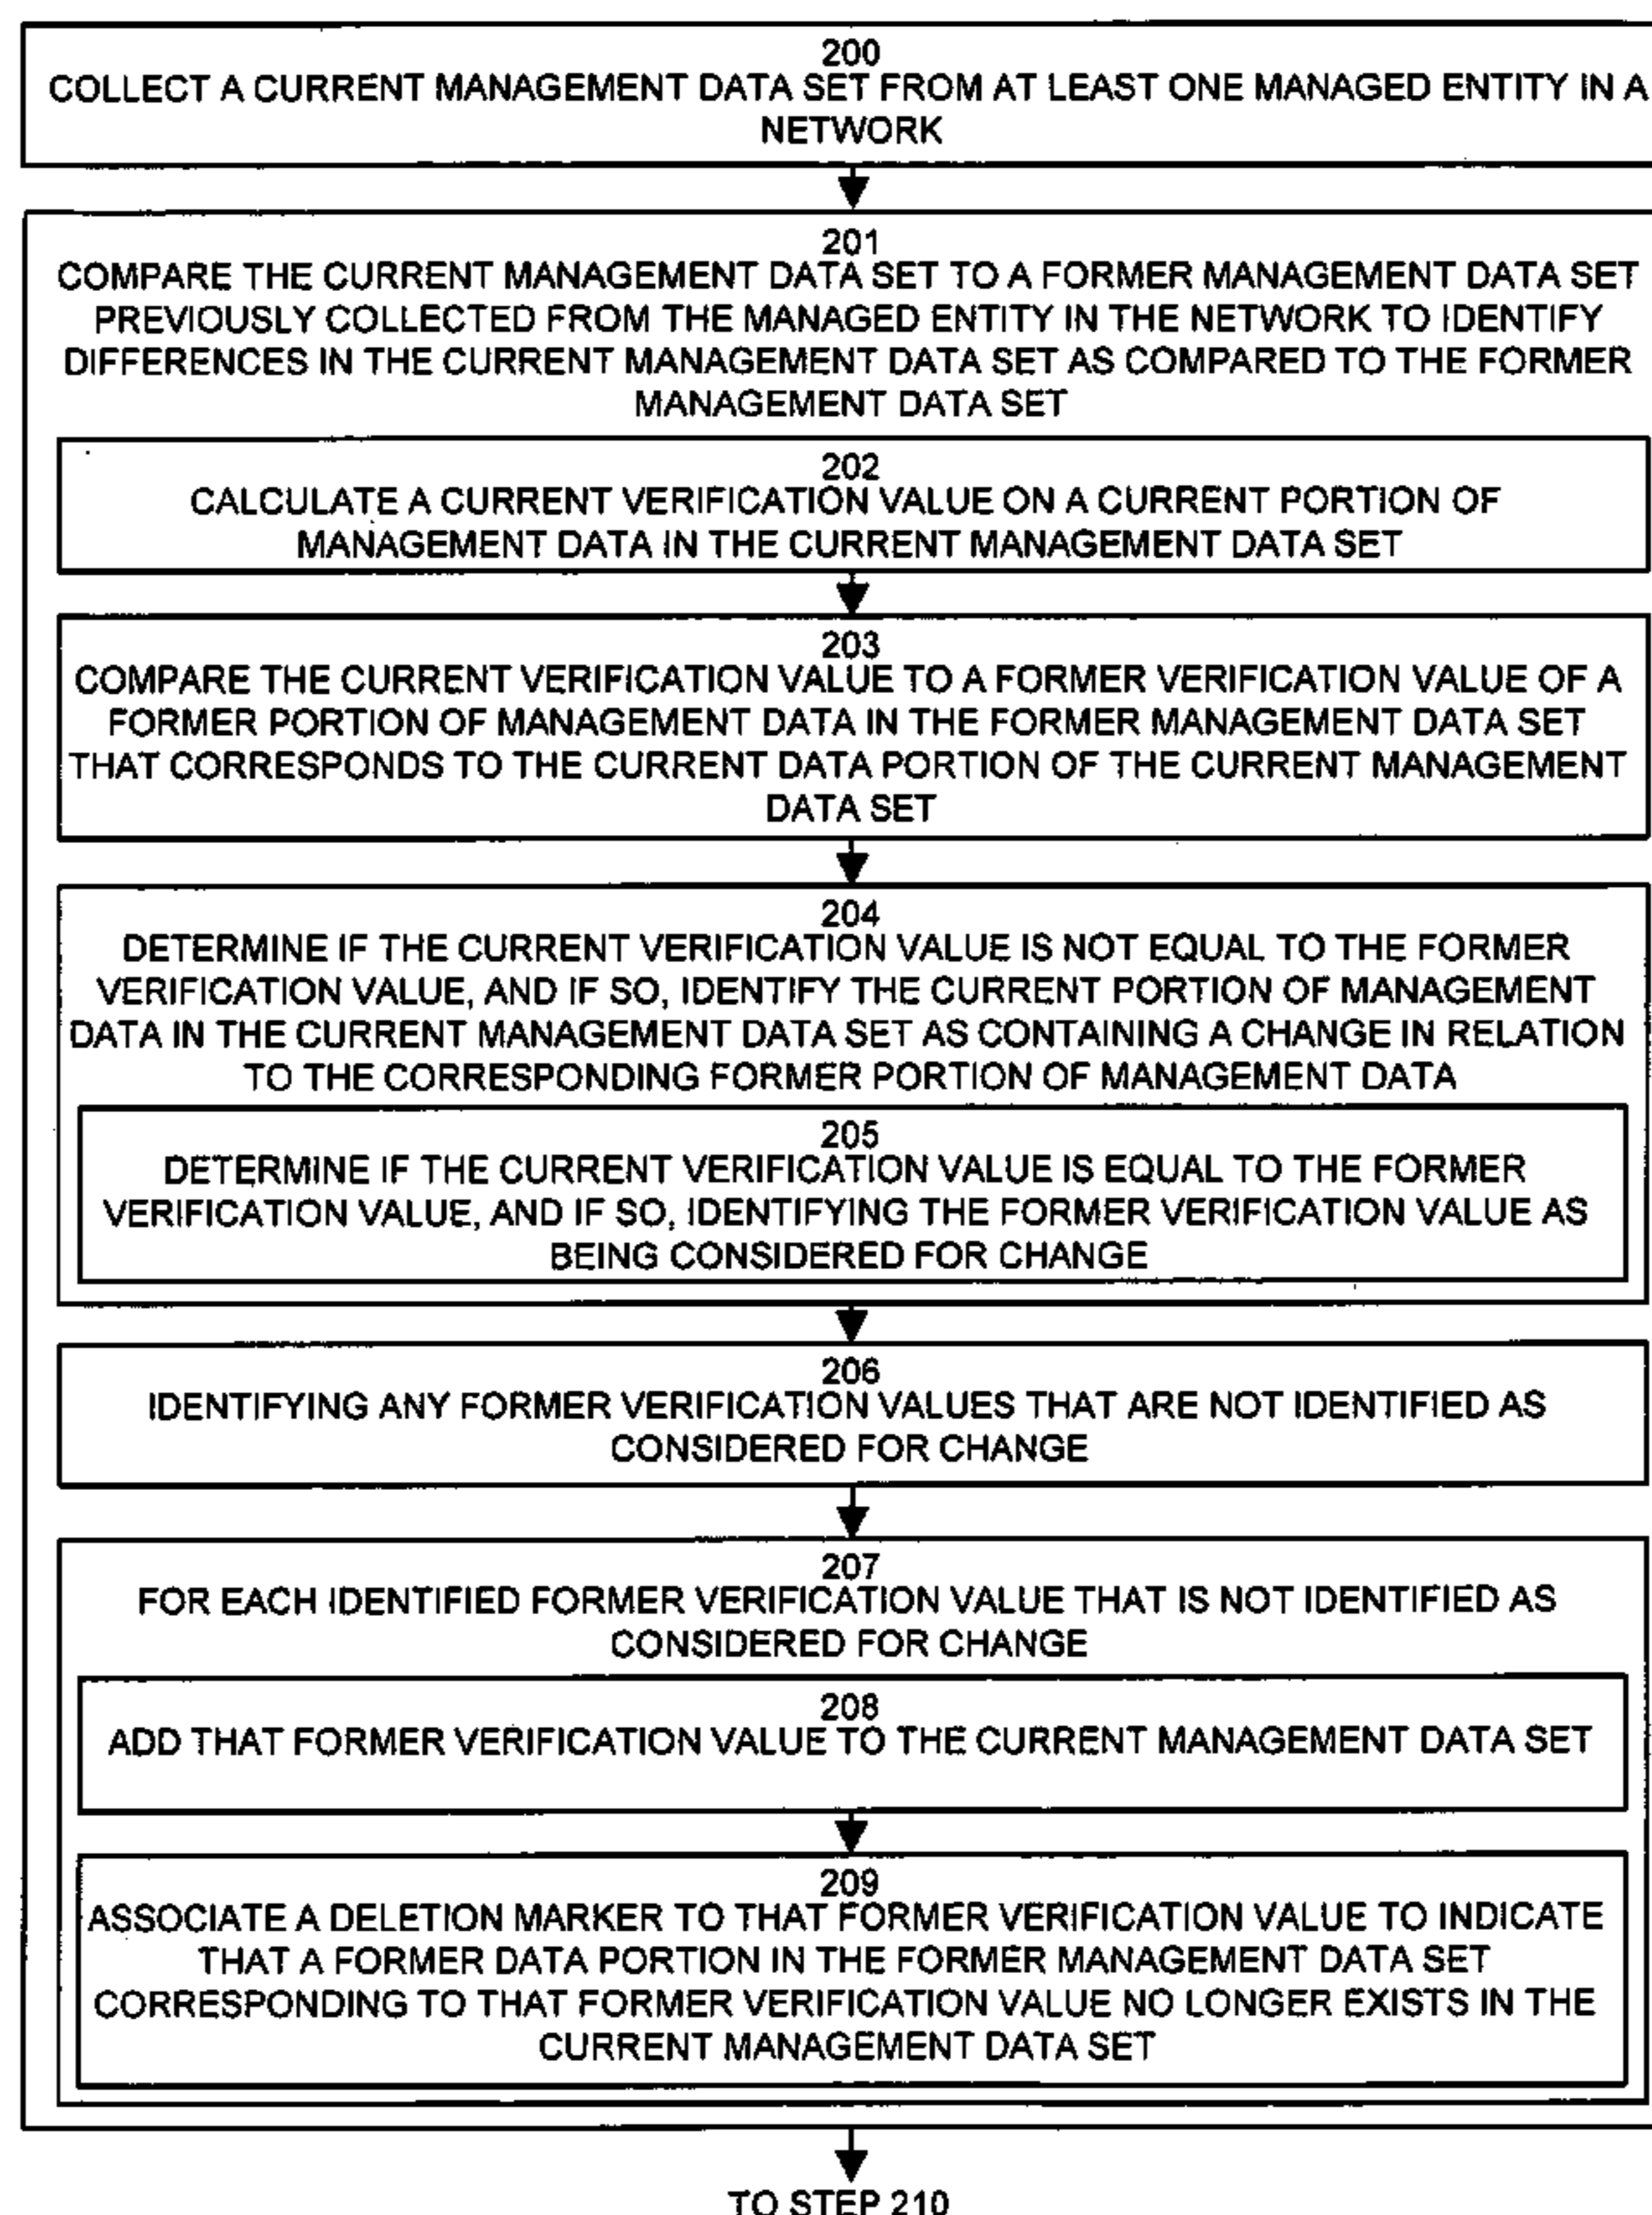 200
COLLECT A CURRENT MANAGEMENT DATA SET FROM AT LEAST ONE MANAGED ENTITY IN A
NETWORK
201
COMPARE THE CURRENT MANAGEMENT DATA SET TO A FORMER MANAGEMENT DATA SET
PREVIOUSLY COLLECTED FROM THE MANAGED ENTITY IN THE NETWORK TO IDENTIFY
DIFFERENCES IN THE CURRENT MANAGEMENT DATA SET AS COMPARED TO THE FORMER
MANAGEMENT DATA SET
202
CALCULATE A CURRENT VERIFICATION VALUE ON A CURRENT PORTION OF
MANAGEMENT DATA IN THE CURRENT MANAGEMENT DATA SET
203
COMPARE THE CURRENT VERIFICATION VALUE TO A FORMER VERIFICATION VALUE OF A
FORMER PORTION OF MANAGEMENT DATA IN THE FORMER MANAGEMENT DATA SET
THAT CORRESPONDS TO THE CURRENT DATA PORTION OF THE CURRENT MANAGEMENT
DATA SET
204
DETERMINE IF THE CURRENT VERIFICATION VALUE IS NOT EQUAL TO THE FORMER
VERIFICATION VALUE, AND IF SO, IDENTIFY THE CURRENT PORTION OF MANAGEMENT
DATA IN THE CURRENT MANAGEMENT DATA SET AS CONTAINING A CHANGE IN RELATION
TO THE CORRESPONDING FORMER PORTION OF MANAGEMENT DATA
205
DETERMINE IF THE CURRENT VERIFICATION VALUE IS EQUAL TO THE FORMER
VERIFICATION VALUE, AND IF SO, IDENTIFYING THE FORMER VERIFICATION VALUE AS
BEING CONSIDERED FOR CHANGE
206
IDENTIFYING ANY FORMER VERIFICATION VALUES THAT ARE NOT IDENTIFIED AS
CONSIDERED FOR CHANGE
207
FOR EACH IDENTIFIED FORMER VERIFICATION VALUE THAT IS NOT IDENTIFIED AS
CONSIDERED FOR CHANGE
208
ADD THAT FORMER VERIFICATION VALUE TO THE CURRENT MANAGEMENT DATA SET
209
ASSOCIATE A DELETION MARKER TO THAT FORMER VERIFICATION VALUE TO INDICATE
THAT A FORMER DATA PORTION IN THE FORMER MANAGEMENT DATA SET
CORRESPONDING TO THAT FORMER VERIFICATION VALUE NO LONGER EXISTS IN THE
CURRENT MANAGEMENT DATA SET
TO STEP 210